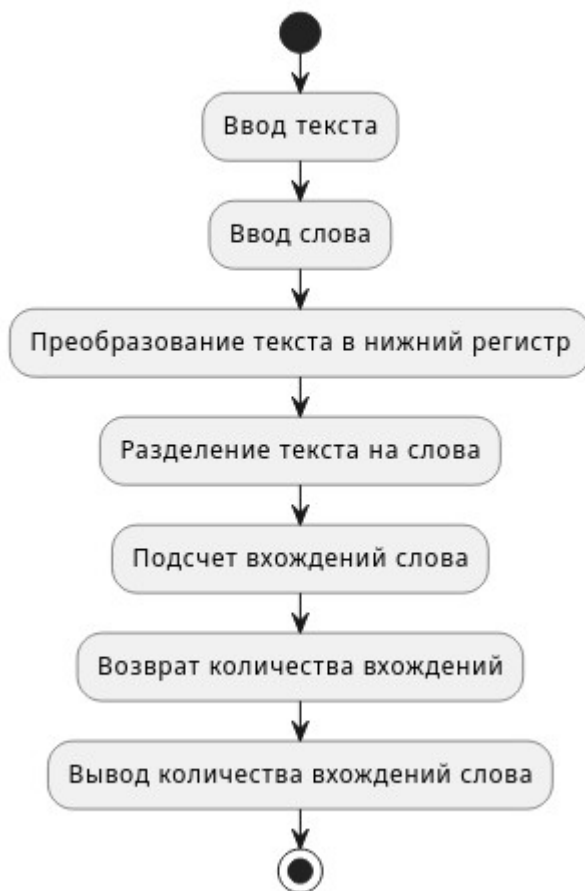 Ввод текста
Ввод слова
Преобразование текста в нижний регистр
Разделение текста на слова
Подсчет вхождений слова
Возврат количества вхождений
Вывод количества вхождений слова